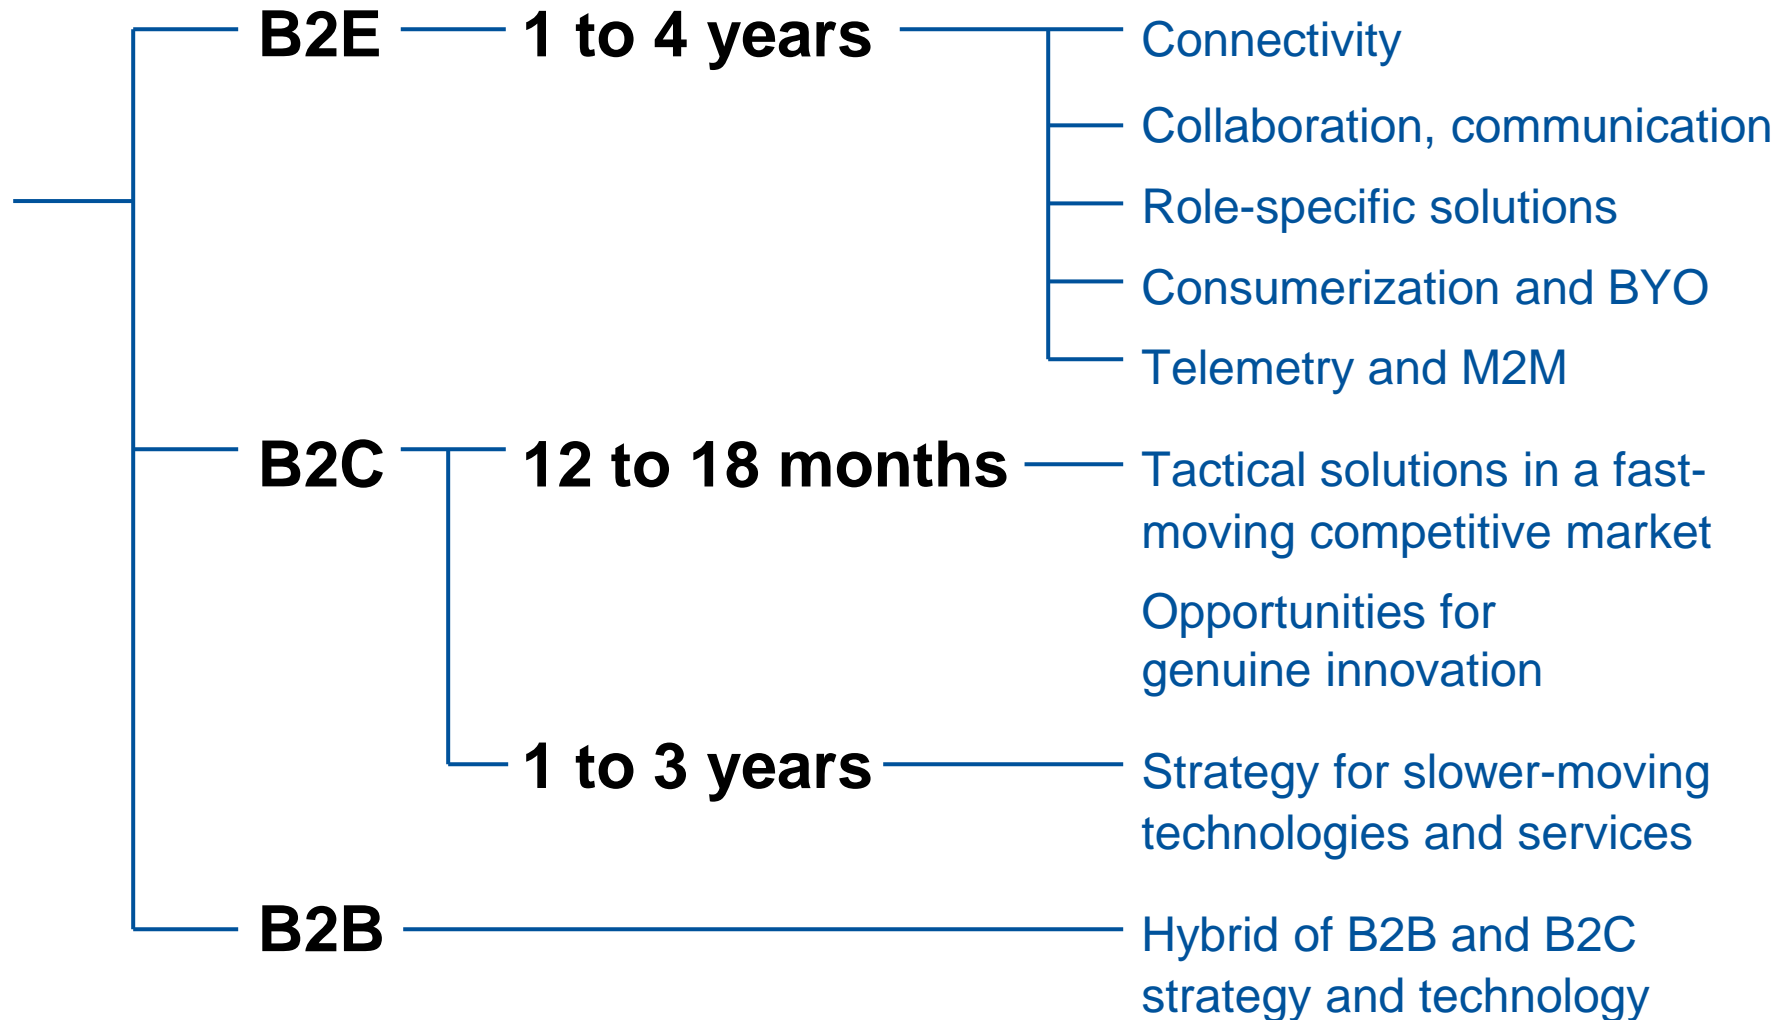 B2E
1 to 4 years
Connectivity
Collaboration, communication
Role-specific solutions
Consumerization and BYO
Telemetry and M2M
B2C
12 to 18 months
Tactical solutions in a fast-
moving competitive market
Opportunities for
genuine innovation
1 to 3 years
Strategy for slower-moving
technologies and services
B2B
Hybrid of B2B and B2C
strategy and technology